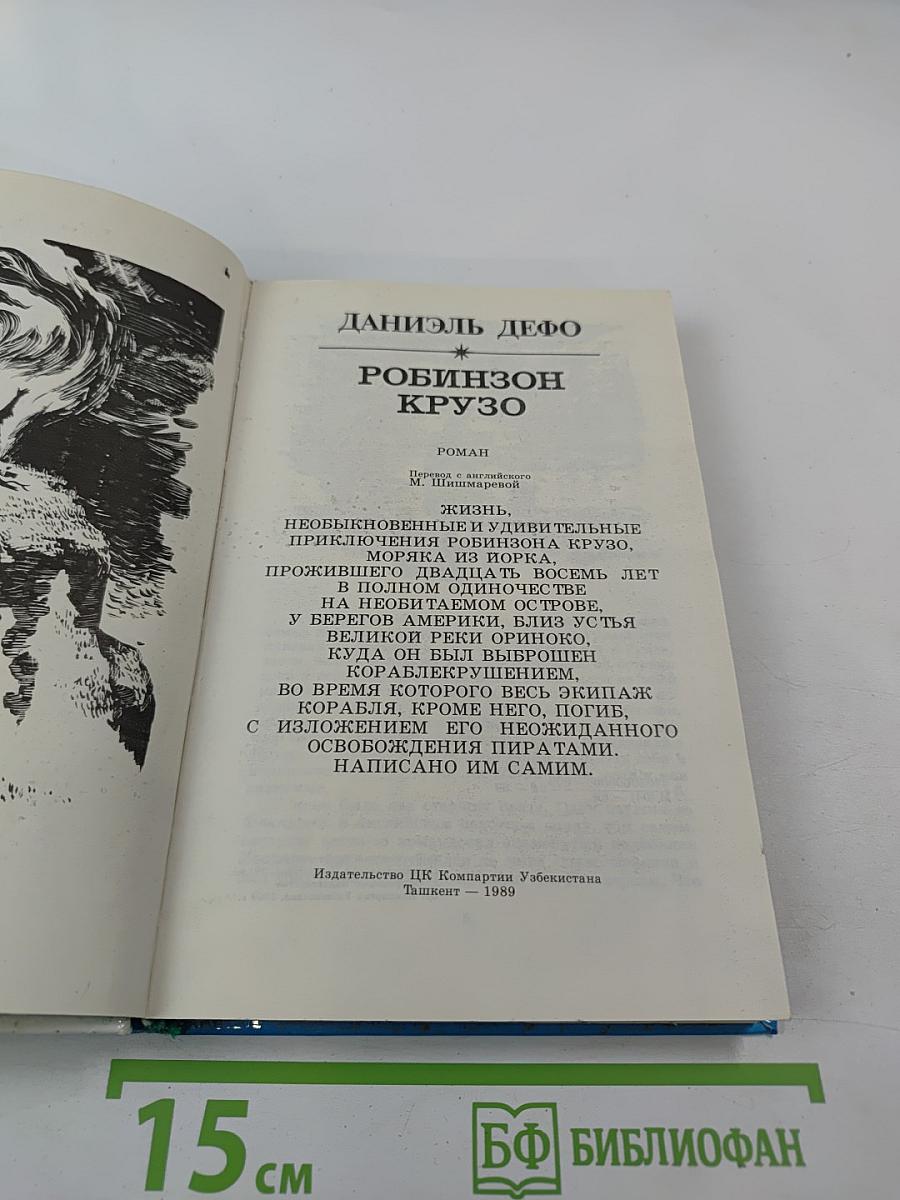 ДАНИЭЛЬ ДЕФО
РОБИНЗОН
КРУЗО
РОМАН
Перевод с английского
М. Шишмаревой
ЖИЗНЬ,
НЕОБЫКНОВЕННЫЕ И УДИВИТЕЛЬНЫЕ
ПРИКЛЮЧЕНИЯ РОБИНЗОНА КРУЗО,
МОРЯКА ИЗ ЙОРКА,
ПРОЖИВШЕГО ДВАДЦАТЬ ВОСЕМЬ ЛЕТ
В ПОЛНОМ ОДИНОЧЕСТВЕ
НА НЕОБИТАЕМОМ ОСТРОВЕ,
У БЕРЕГОВ АМЕРИКИ, БЛИЗ УСТЬЯ
ВЕЛИКОЙ РЕКИ ОРИНОКО,
КУДА ОН БЫЛ ВЫБРОШЕН
КОРАБЛЕКРУШЕНИЕМ,
ВО ВРЕМЯ КОТОРОГО ВЕСЬ ЭКИПАЖ
КОРАБЛЯ, КРОМЕ НЕГО, ПОГИБ,
С ИЗЛОЖЕНИЕМ ЕГО НЕОЖИДАННОГО
ОСВОБОЖДЕНИЯ ПИРАТАМИ.
НАПИСАНО ИМ САМИМ.
Издательство ЦК Компартии Узбекистана
Ташкент — 1989
15 см
БФ БИБЛИОФАН